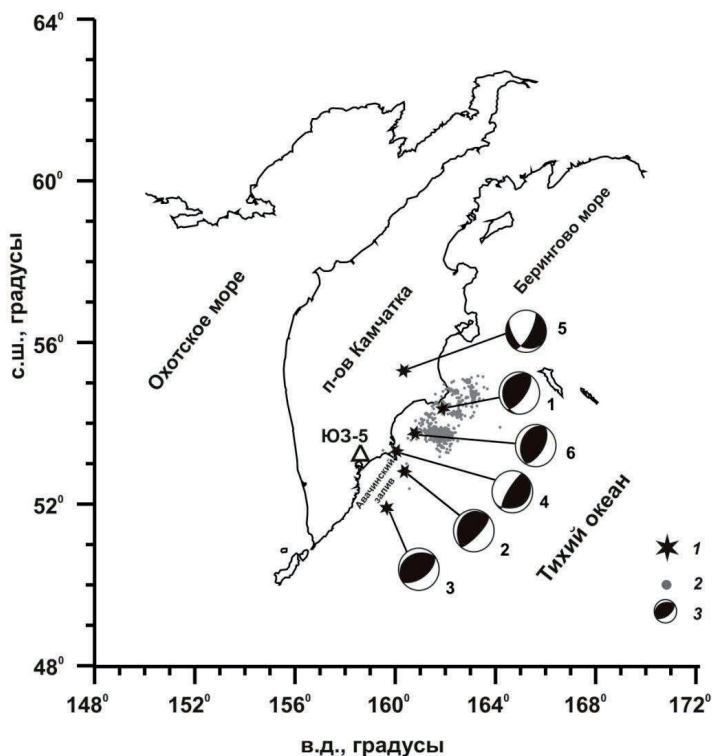 64⁰
60⁰
56⁰
52⁰
48⁰
с.ш., градусы
148⁰ 152⁰ 156⁰ 160⁰ 164⁰ 168⁰ 172⁰
в.д., градусы
Охотское море
п-ов Камчатка
Берингово море
Тихий океан
Авачинский
залив
ЮЗ-5
5
1
6
4
2
3
1
2
3